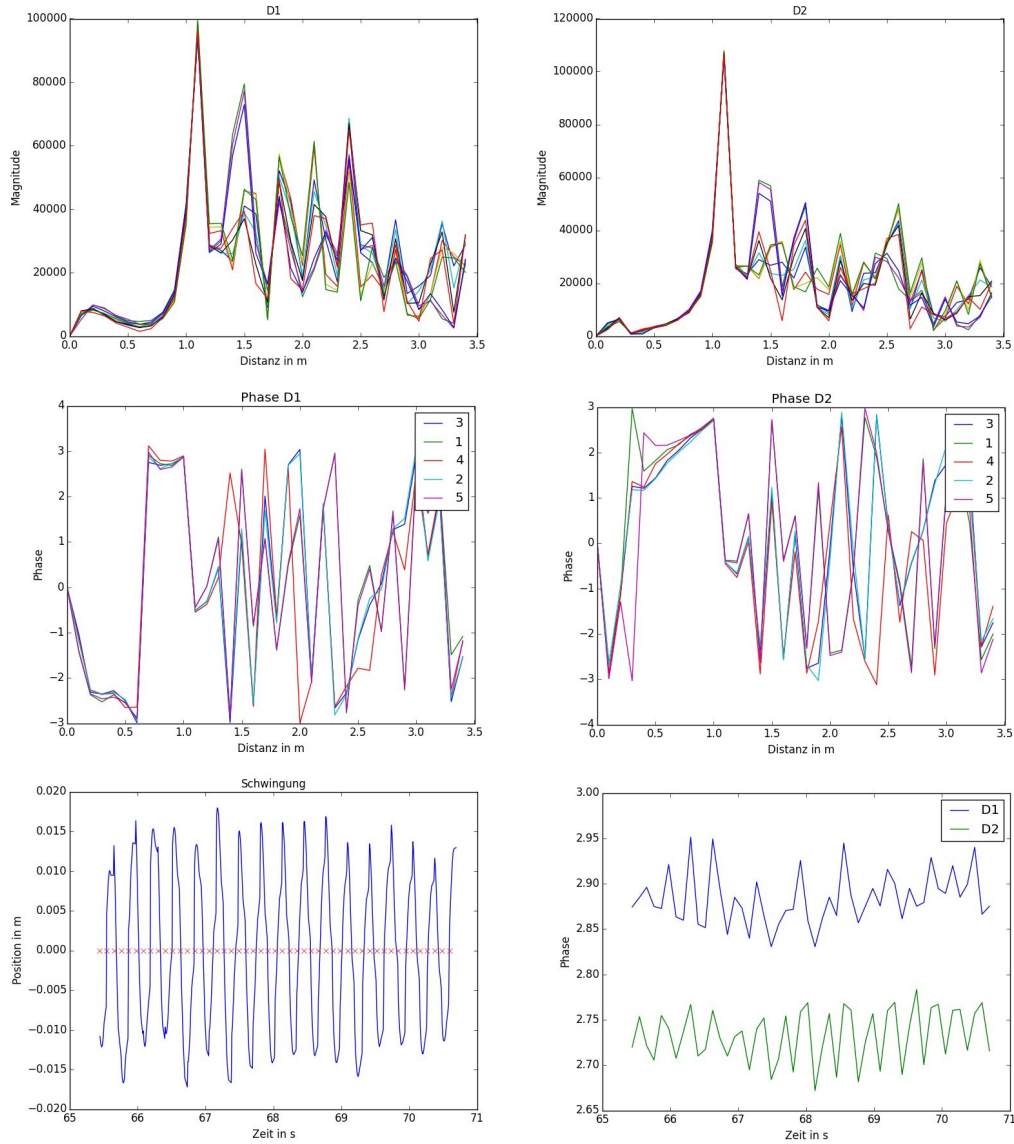 D1
100000
80000
60000
40000
20000
0
Magnitude
0.0 0.5 1.0 1.5 2.0 2.5 3.0 3.5
Distanz in m
D2
120000
100000
80000
60000
40000
20000
0
Magnitude
0.0 0.5 1.0 1.5 2.0 2.5 3.0 3.5
Distanz in m
Phase D1
4
3
2
1
0
−1
−2
−3
Phase
3
1
4
2
5
0.0 0.5 1.0 1.5 2.0 2.5 3.0 3.5
Distanz in m
Phase D2
3
2
1
0
−1
−2
−3
−4
Phase
3
1
4
2
5
0.0 0.5 1.0 1.5 2.0 2.5 3.0 3.5
Distanz in m
Schwingung
0.020
0.015
0.010
0.005
0.000
−0.005
−0.010
−0.015
−0.020
Position in m
65 66 67 68 69 70 71
Zeit in s
3.00
2.95
2.90
2.85
2.80
2.75
2.70
2.65
Phase
D1
D2
65 66 67 68 69 70 71
Zeit in s